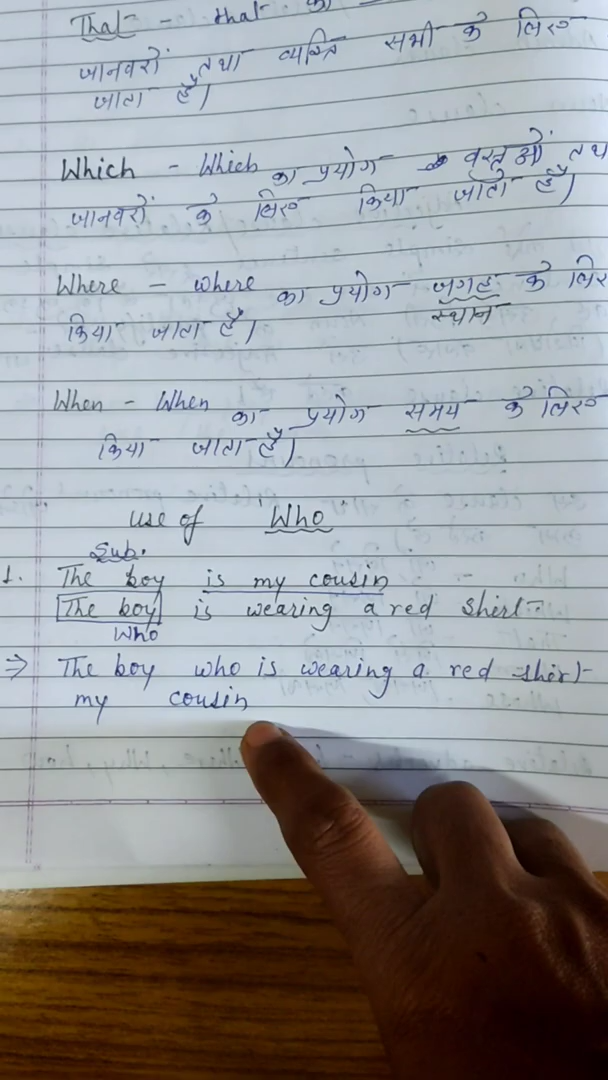 That - that का
जानवरों तथा व्यक्ति सभी के लिए
जाता है।
Which - Which का प्रयोग वस्तुओं तथ
जानवरों के लिए किया जाता है।
Where - where का प्रयोग जगह के लिए
स्थान
किया जाता है।
When - When का प्रयोग समय के लिए
किया जाता है।
use of 'Who'
Sub.
1. The boy is my cousin
The boy is wearing a red shirt.
Who
⇒ The boy who is wearing a red shirt
my cousin